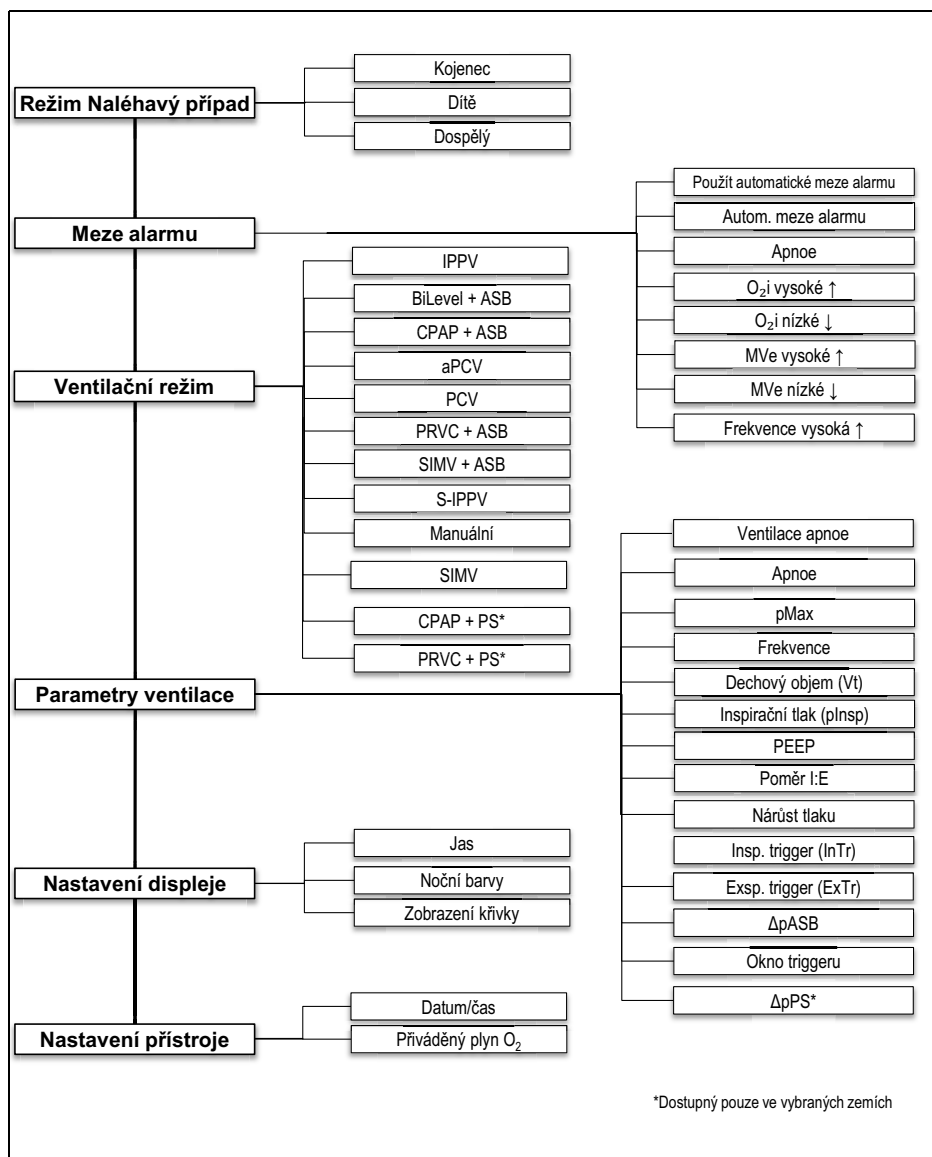 Režim Naléhavý případ
Kojenec
Dítě
Dospělý
Meze alarmu
Použít automatické meze alarmu
Autom. meze alarmu
Apnoe
O₂i vysoké ↑
O₂i nízké ↓
MVe vysoké ↑
MVe nízké ↓
Frekvence vysoká ↑
Ventilační režim
IPPV
BiLevel + ASB
CPAP + ASB
aPCV
PCV
PRVC + ASB
SIMV + ASB
S-IPPV
Manuální
SIMV
CPAP + PS*
PRVC + PS*
Parametry ventilace
Ventilace apnoe
Apnoe
pMax
Frekvence
Dechový objem (Vt)
Inspirační tlak (pInsp)
PEEP
Poměr I:E
Nárůst tlaku
Insp. trigger (InTr)
Exsp. trigger (ExTr)
ΔpASB
Okno triggeru
ΔpPS*
Nastavení displeje
Jas
Noční barvy
Zobrazení křivky
Nastavení přístroje
Datum/čas
Přiváděný plyn O₂
*Dostupný pouze ve vybraných zemích